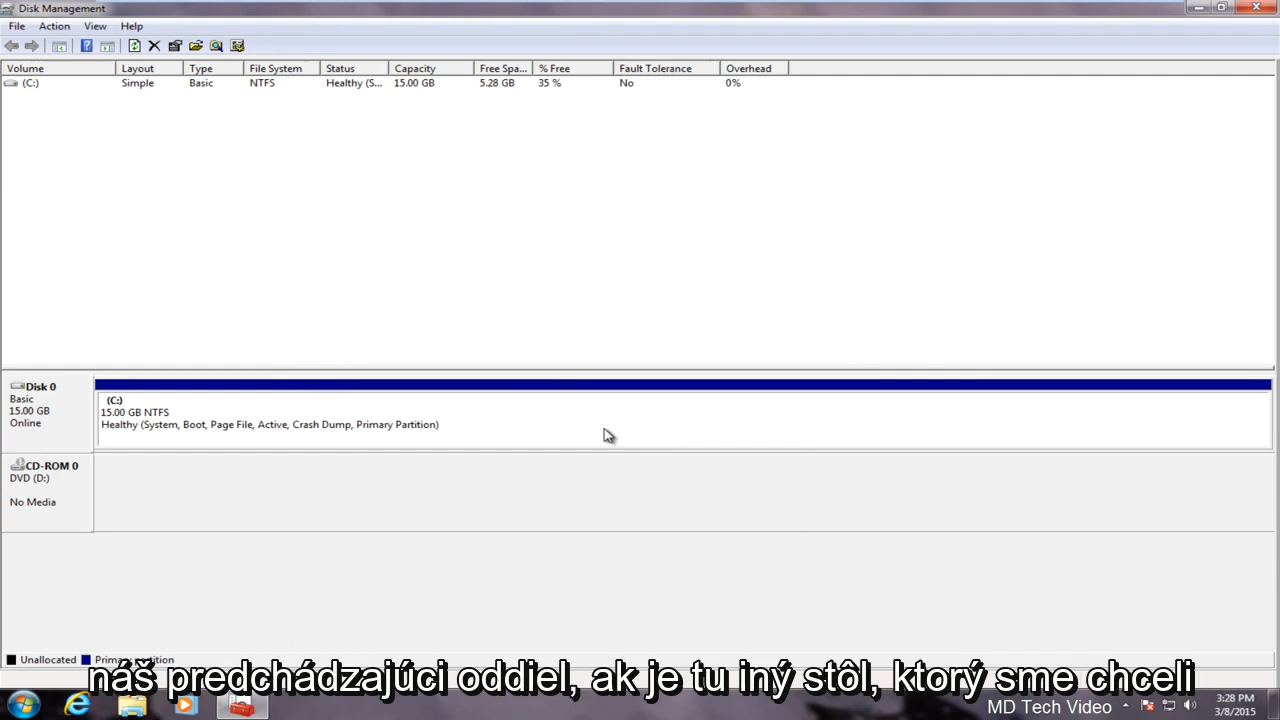 Disk Management
File Action View Help
Volume Layout Type File System Status Capacity Free Spa... % Free Fault Tolerance Overhead
(C:) Simple Basic NTFS Healthy (S... 15.00 GB 5.28 GB 35 % No 0%
Disk 0
Basic
15.00 GB
Online
(C:)
15.00 GB NTFS
Healthy (System, Boot, Page File, Active, Crash Dump, Primary Partition)
CD-ROM 0
DVD (D:)
No Media
Unallocated Primary partition
náš predchádzajúci oddiel, ak je tu iný stôl, ktorý sme chceli
MD Tech Video
3:28 PM
3/8/2015